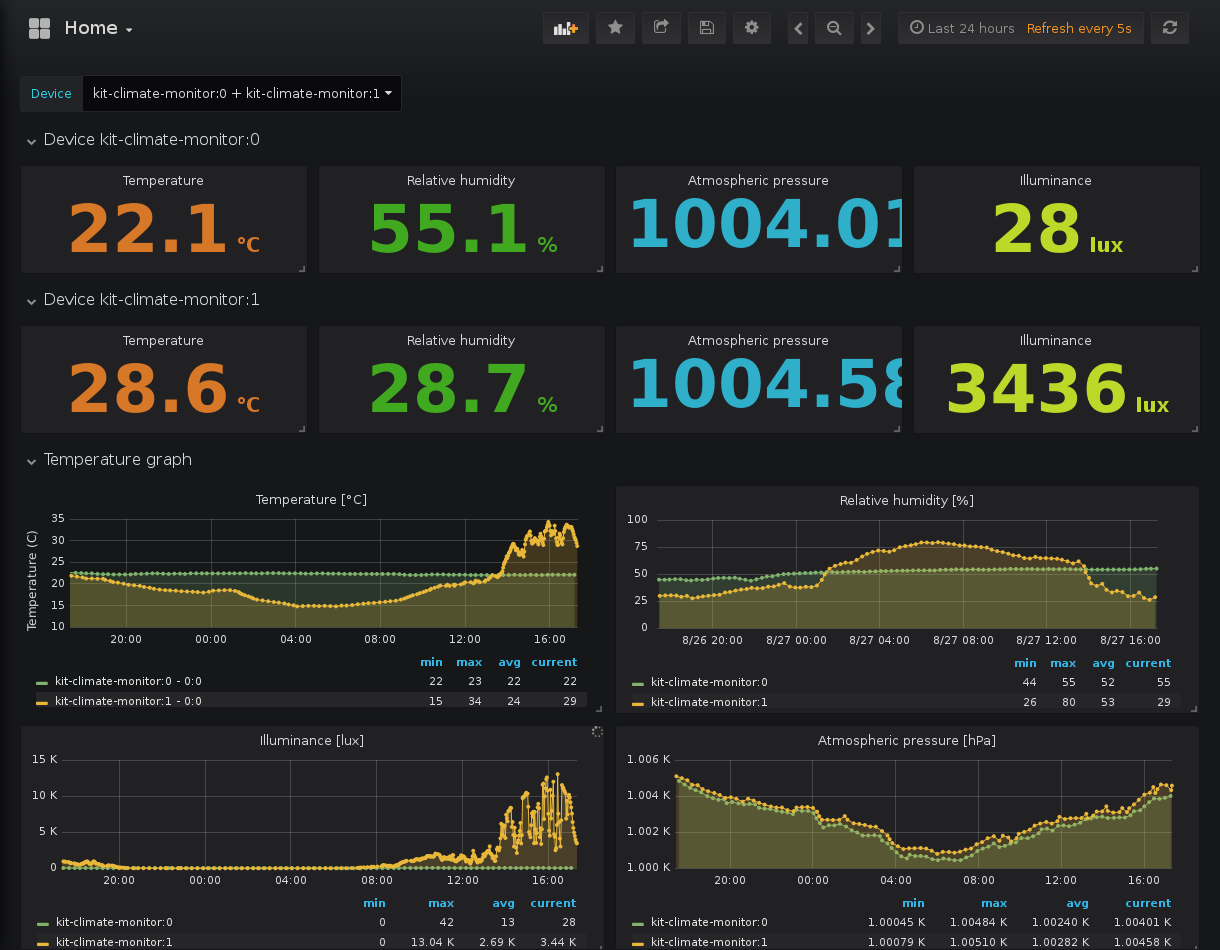 Home
Last 24 hours Refresh every 5s
Device kit-climate-monitor:0 + kit-climate-monitor:1
Device kit-climate-monitor:0
Temperature Relative humidity Atmospheric pressure Illuminance
22.1 °C 55.1 % 1004.01 28 lux
Device kit-climate-monitor:1
Temperature Relative humidity Atmospheric pressure Illuminance
28.6 °C 28.7 % 1004.58 3436 lux
Temperature graph
Temperature [°C]
Temperature (C)
35
30
25
20
15
10
20:00 00:00 04:00 08:00 12:00 16:00
min max avg current
kit-climate-monitor:0 - 0:0 22 23 22 22
kit-climate-monitor:1 - 0:0 15 34 24 29
Relative humidity [%]
100
75
50
25
0
8/26 20:00 8/27 00:00 8/27 04:00 8/27 08:00 8/27 12:00 8/27 16:00
min max avg current
kit-climate-monitor:0 44 55 52 55
kit-climate-monitor:1 26 80 53 29
Illuminance [lux]
15 K
10 K
5 K
0
20:00 00:00 04:00 08:00 12:00 16:00
min max avg current
kit-climate-monitor:0 0 42 13 28
kit-climate-monitor:1 0 13.04 K 2.69 K 3.44 K
Atmospheric pressure [hPa]
1.006 K
1.004 K
1.002 K
1.000 K
20:00 00:00 04:00 08:00 12:00 16:00
min max avg current
kit-climate-monitor:0 1.00045 K 1.00484 K 1.00240 K 1.00401 K
kit-climate-monitor:1 1.00079 K 1.00510 K 1.00282 K 1.00458 K